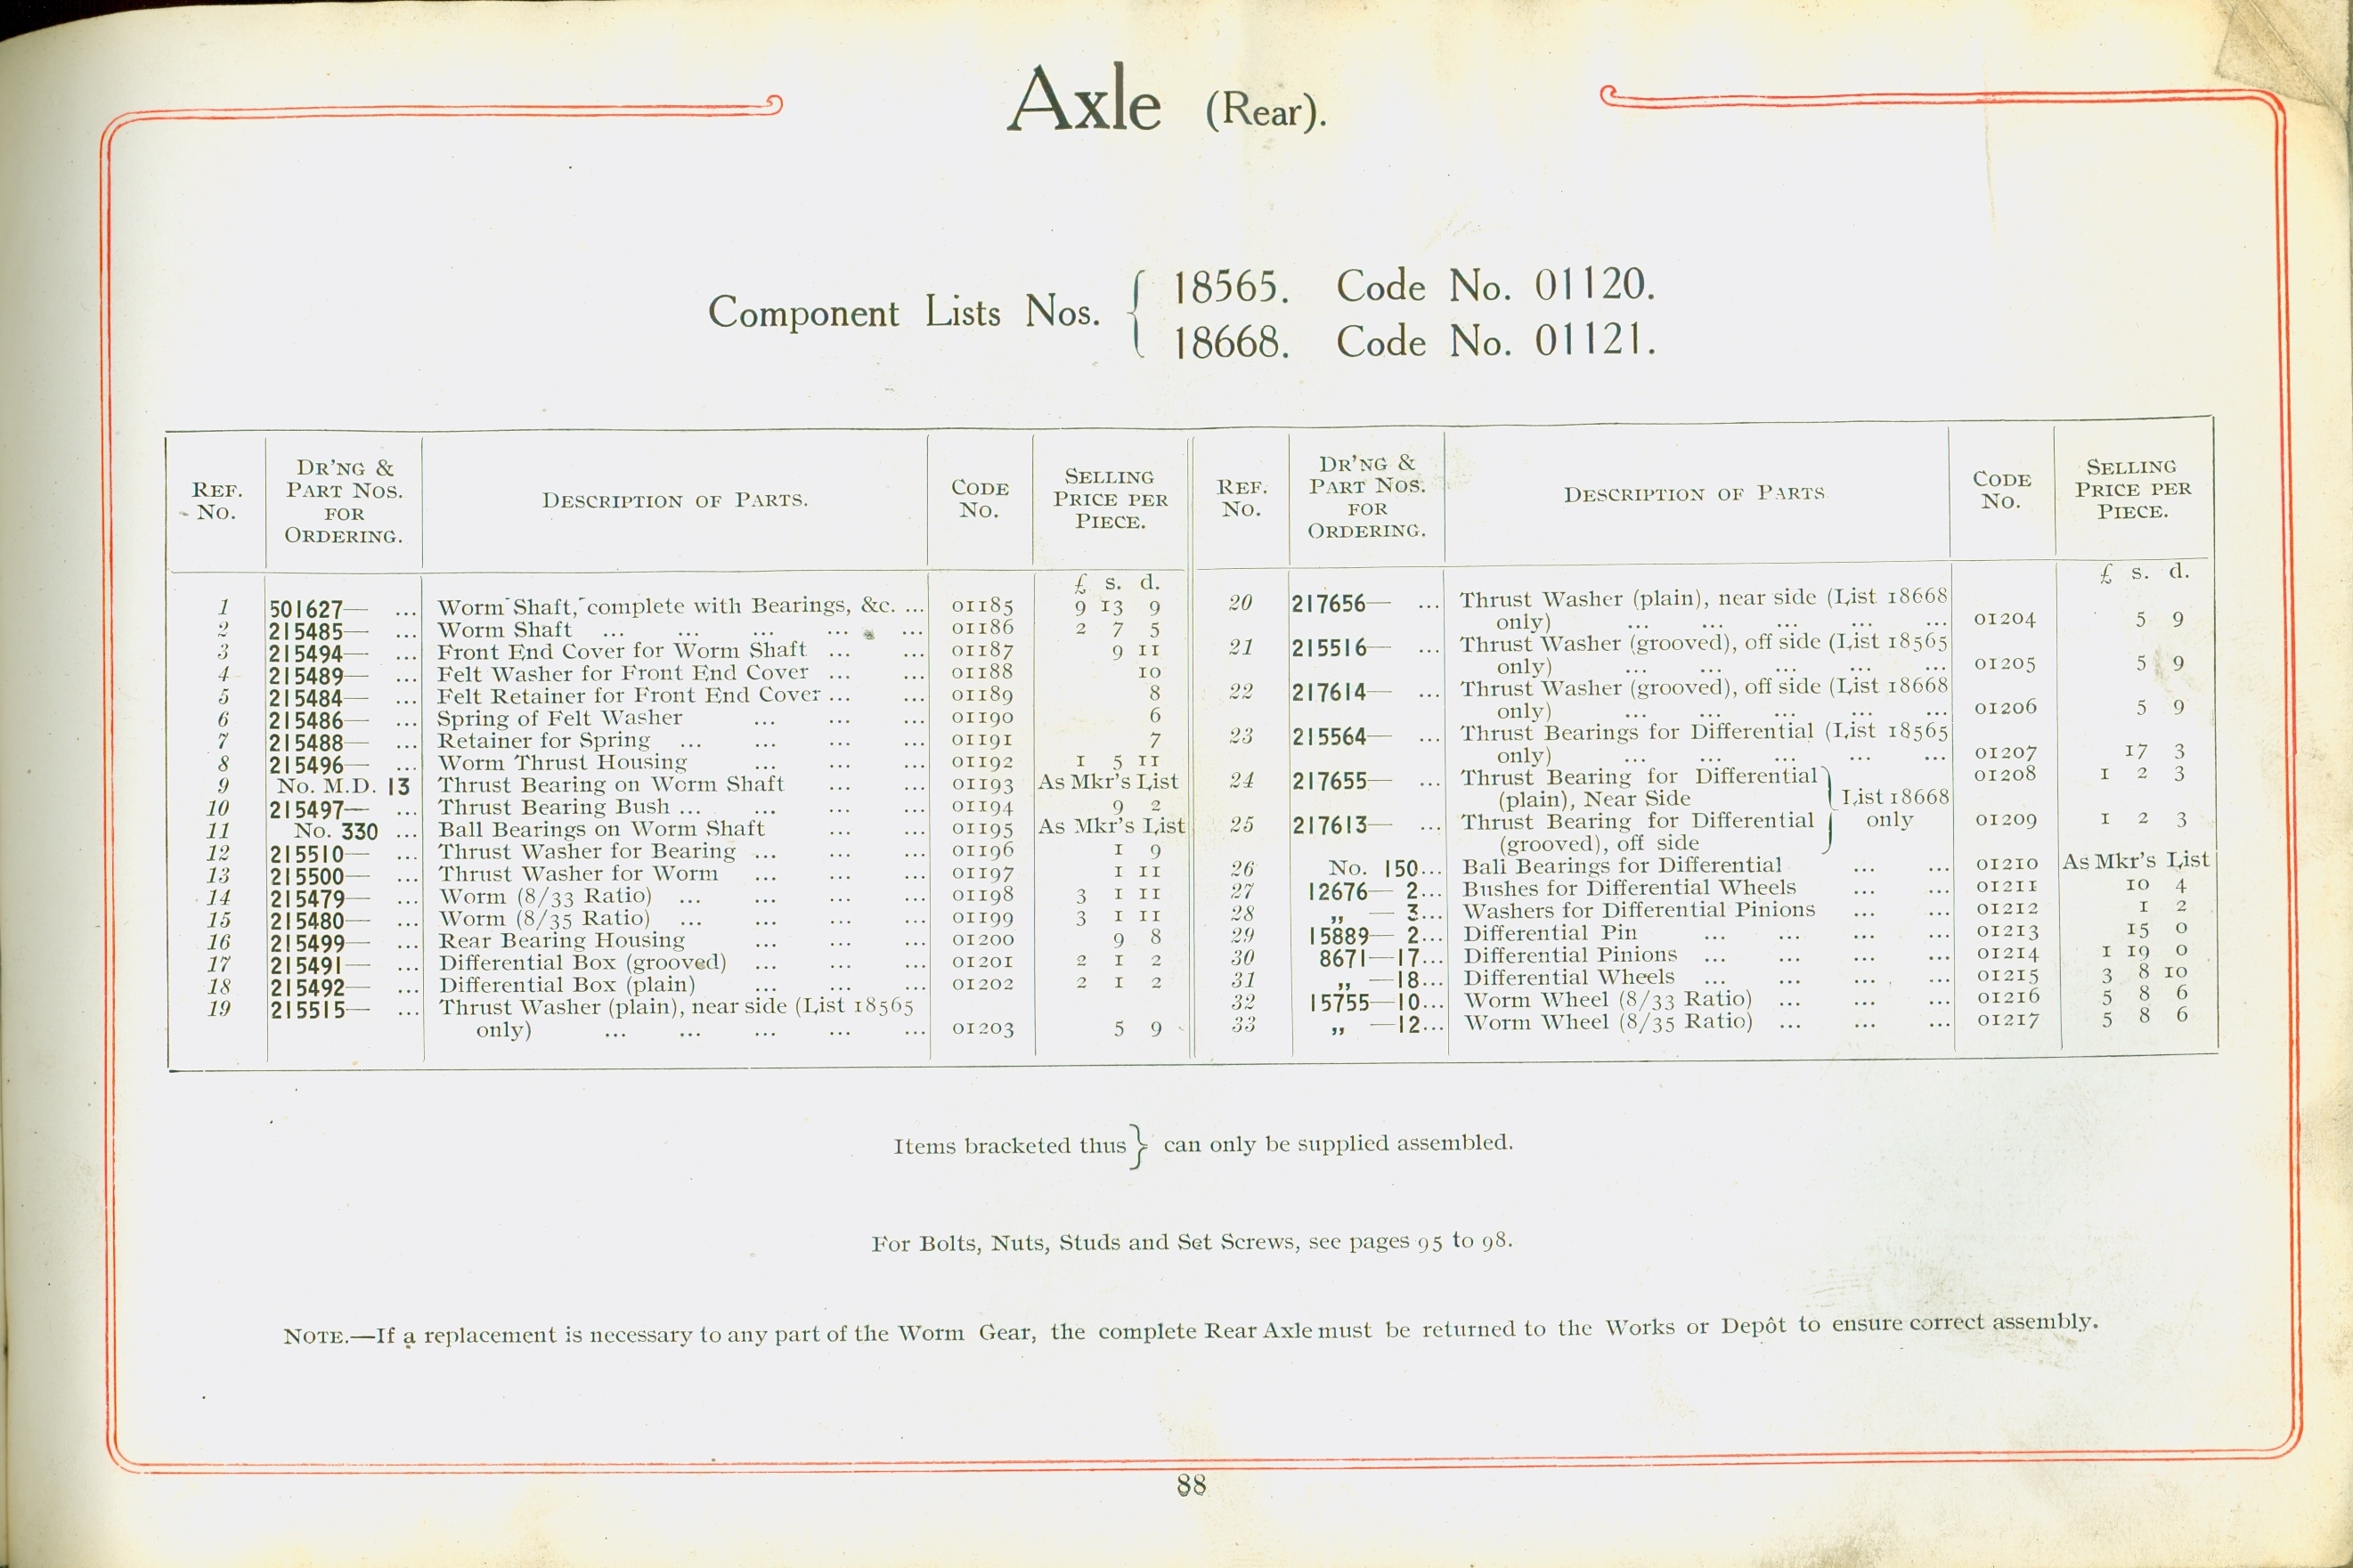 Axle (Rear).
Component Lists Nos. { 18565. Code No. 01120.
18668. Code No. 01121.
REF. No. DR'NG & PART NOS. FOR ORDERING. DESCRIPTION OF PARTS. CODE No. SELLING PRICE PER PIECE.
£ s. d.
1 501627— ... Worm Shaft, complete with Bearings, &c. ... 01185 9 13 9
2 215485— ... Worm Shaft ... ... ... ... ... 01186 2 7 5
3 215494— ... Front End Cover for Worm Shaft ... ... 01187 9 11
4 215489— ... Felt Washer for Front End Cover ... ... 01188 10
5 215484— ... Felt Retainer for Front End Cover ... ... 01189 8
6 215486— ... Spring of Felt Washer ... ... ... 01190 6
7 215488— ... Retainer for Spring ... ... ... ... 01191 7
8 215496— ... Worm Thrust Housing ... ... ... 01192 1 5 11
9 No. M.D. 13 Thrust Bearing on Worm Shaft ... ... 01193 As Mkr's List
10 215497— ... Thrust Bearing Bush ... ... ... ... 01194 9 2
11 No. 330 ... Ball Bearings on Worm Shaft ... ... 01195 As Mkr's List
12 215510— ... Thrust Washer for Bearing ... ... ... 01196 1 9
13 215500— ... Thrust Washer for Worm ... ... ... 01197 1 11
14 215479— ... Worm (8/33 Ratio) ... ... ... ... 01198 3 1 11
15 215480— ... Worm (8/35 Ratio) ... ... ... ... 01199 3 1 11
16 215499— ... Rear Bearing Housing ... ... ... 01200 9 8
17 215491— ... Differential Box (grooved) ... ... ... 01201 2 1 2
18 215492— ... Differential Box (plain) ... ... ... 01202 2 1 2
19 215515— ... Thrust Washer (plain), near side (List 18565
only) ... ... ... ... ... 01203 5 9
REF. No. DR'NG & PART NOS. FOR ORDERING. DESCRIPTION OF PARTS CODE No. SELLING PRICE PER PIECE.
£ s. d.
20 217656— ... Thrust Washer (plain), near side (List 18668
only) ... ... ... ... ... 01204 5 9
21 215516— ... Thrust Washer (grooved), off side (List 18565
only) ... ... ... ... ... 01205 5 9
22 217614— ... Thrust Washer (grooved), off side (List 18668
only) ... ... ... ... ... 01206 5 9
23 215564— ... Thrust Bearings for Differential (List 18565
only) ... ... ... ... ... 01207 17 3
24 217655— ... Thrust Bearing for Differential 01208 1 2 3
(plain), Near Side } List 18668
25 217613— ... Thrust Bearing for Differential only 01209 1 2 3
(grooved), off side
26 No. 150... Ball Bearings for Differential ... ... 01210 As Mkr's List
27 12676— 2... Bushes for Differential Wheels ... ... 01211 10 4
28 ,, — 3... Washers for Differential Pinions ... ... 01212 1 2
29 15889— 2... Differential Pin ... ... ... ... 01213 15 0
30 8671—17... Differential Pinions ... ... ... ... 01214 1 19 0
31 ,, —18... Differential Wheels ... ... ... ... 01215 3 8 10
32 15755—10... Worm Wheel (8/33 Ratio) ... ... ... 01216 5 8 6
33 ,, —12... Worm Wheel (8/35 Ratio) ... ... ... 01217 5 8 6
Items bracketed thus } can only be supplied assembled.
For Bolts, Nuts, Studs and Set Screws, see pages 95 to 98.
NOTE.—If a replacement is necessary to any part of the Worm Gear, the complete Rear Axle must be returned to the Works or Depôt to ensure correct assembly.
88